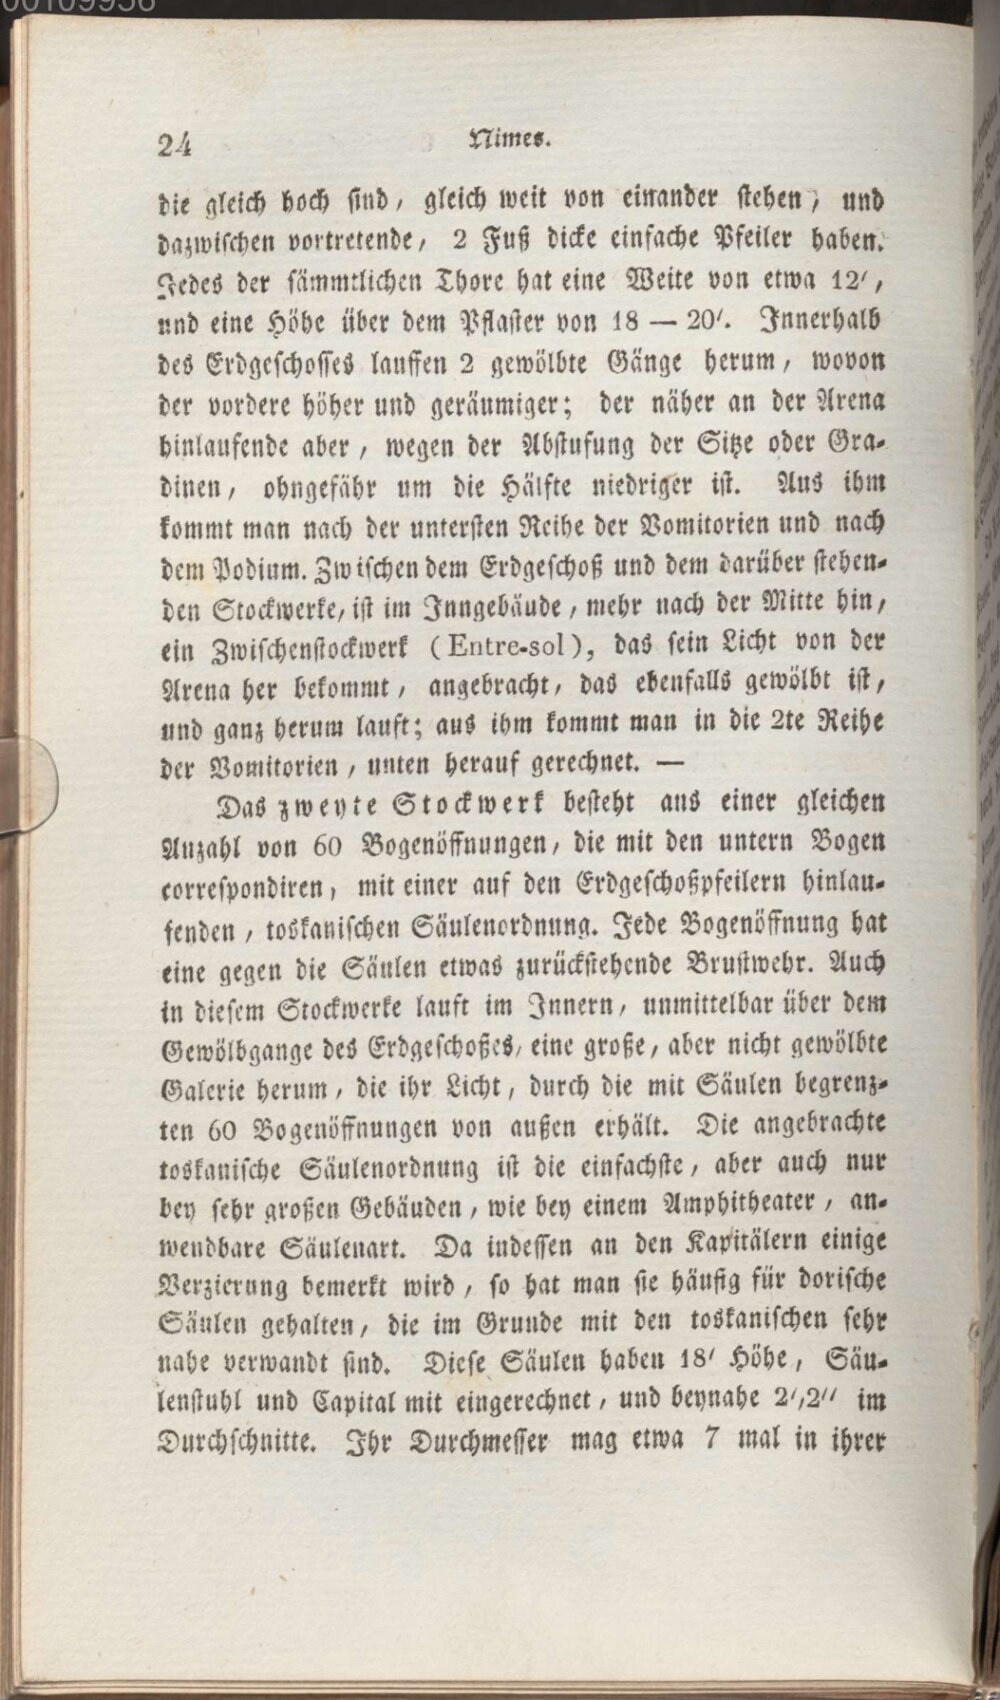 24
Nimes.
die gleich hoch sind, gleich weit von einander stehen, und
dazwischen vortretende, 2 Fuß dicke einfache Pfeiler haben.
Jedes der sämmtlichen Thore hat eine Weite von etwa 12′,
und eine Höhe über dem Pflaster von 18 — 20′. Innerhalb
des Erdgeschosses lauffen 2 gewölbte Gänge herum, wovon
der vordere höher und geräumiger; der näher an der Arena
hinlaufende aber, wegen der Abstufung der Sitze oder Gra-
dinen, ohngefähr um die Hälfte niedriger ist. Aus ihm
kommt man nach der untersten Reihe der Vomitorien und nach
dem Podium. Zwischen dem Erdgeschoß und dem darüber stehen-
den Stockwerke, ist im Inngebäude, mehr nach der Mitte hin,
ein Zwischenstockwerk (Entre-sol), das sein Licht von der
Arena her bekommt, angebracht, das ebenfalls gewölbt ist,
und ganz herum lauft; aus ihm kommt man in die 2te Reihe
der Vomitorien, unten herauf gerechnet. —
Das zweyte Stockwerk besteht aus einer gleichen
Anzahl von 60 Bogenöffnungen, die mit den untern Bogen
correspondiren, mit einer auf den Erdgeschoßpfeilern hinlau-
fenden, toskanischen Säulenordnung. Jede Bogenöffnung hat
eine gegen die Säulen etwas zurückstehende Brustwehr. Auch
in diesem Stockwerke lauft im Innern, unmittelbar über dem
Gewölbgange des Erdgeschoßes, eine große, aber nicht gewölbte
Galerie herum, die ihr Licht, durch die mit Säulen begrenz-
ten 60 Bogenöffnungen von außen erhält. Die angebrachte
toskanische Säulenordnung ist die einfachste, aber auch nur
bey sehr großen Gebäuden, wie bey einem Amphitheater, an-
wendbare Säulenart. Da indessen an den Kapitälern einige
Verzierung bemerkt wird, so hat man sie häufig für dorische
Säulen gehalten, die im Grunde mit den toskanischen sehr
nahe verwandt sind. Diese Säulen haben 18′ Höhe, Säu-
lenstuhl und Capital mit eingerechnet, und beynahe 2′,2″ im
Durchschnitte. Ihr Durchmesser mag etwa 7 mal in ihrer